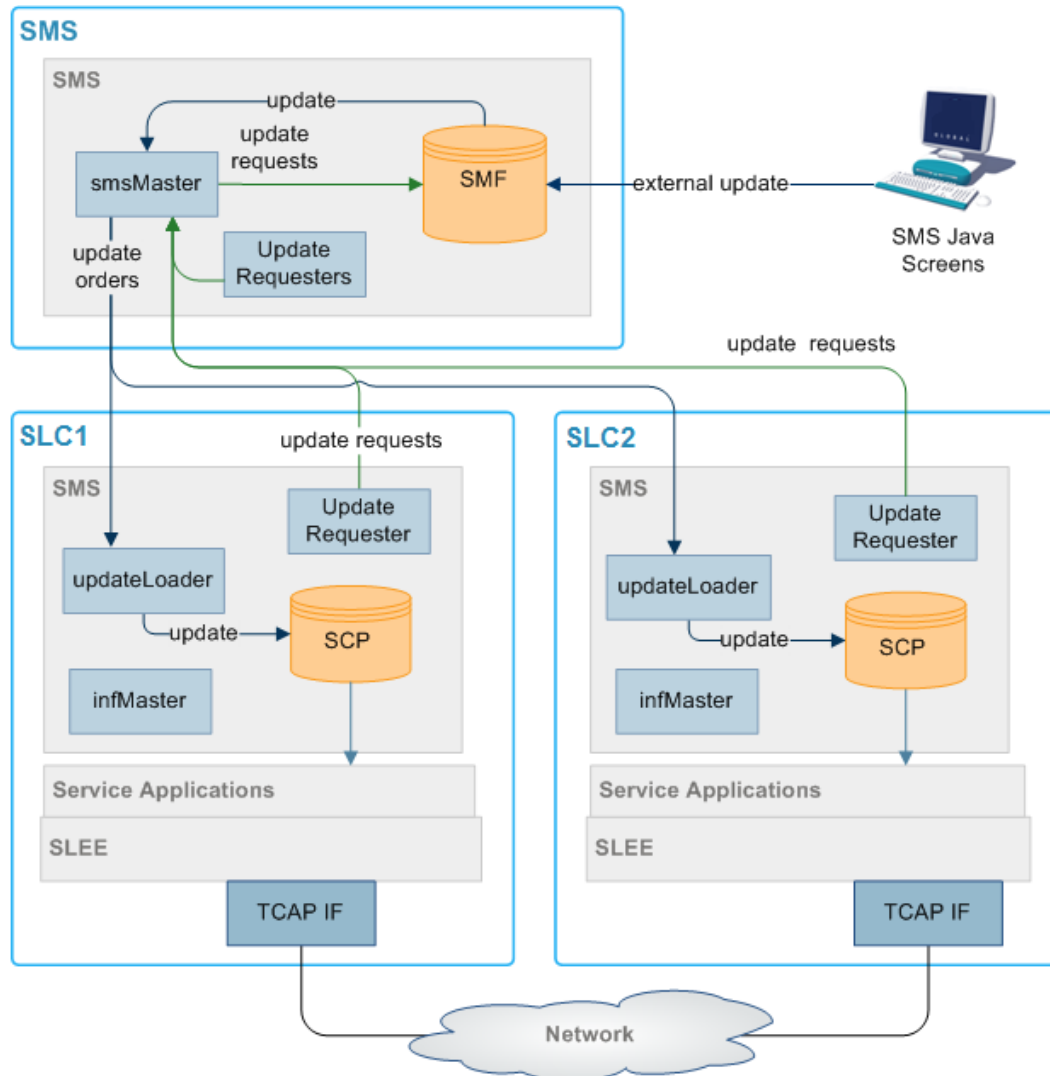 SMS
SMS
update
update
requests
smsMaster
SMF
external update
update
orders
Update
Requesters
SMS Java
Screens
GLOBAL
update requests
SLC1
update requests
SLC2
SMS
Update
Requester
updateLoader
update
SCP
infMaster
Service Applications
SLEE
TCAP IF
SMS
Update
Requester
updateLoader
update
SCP
infMaster
Service Applications
SLEE
TCAP IF
Network